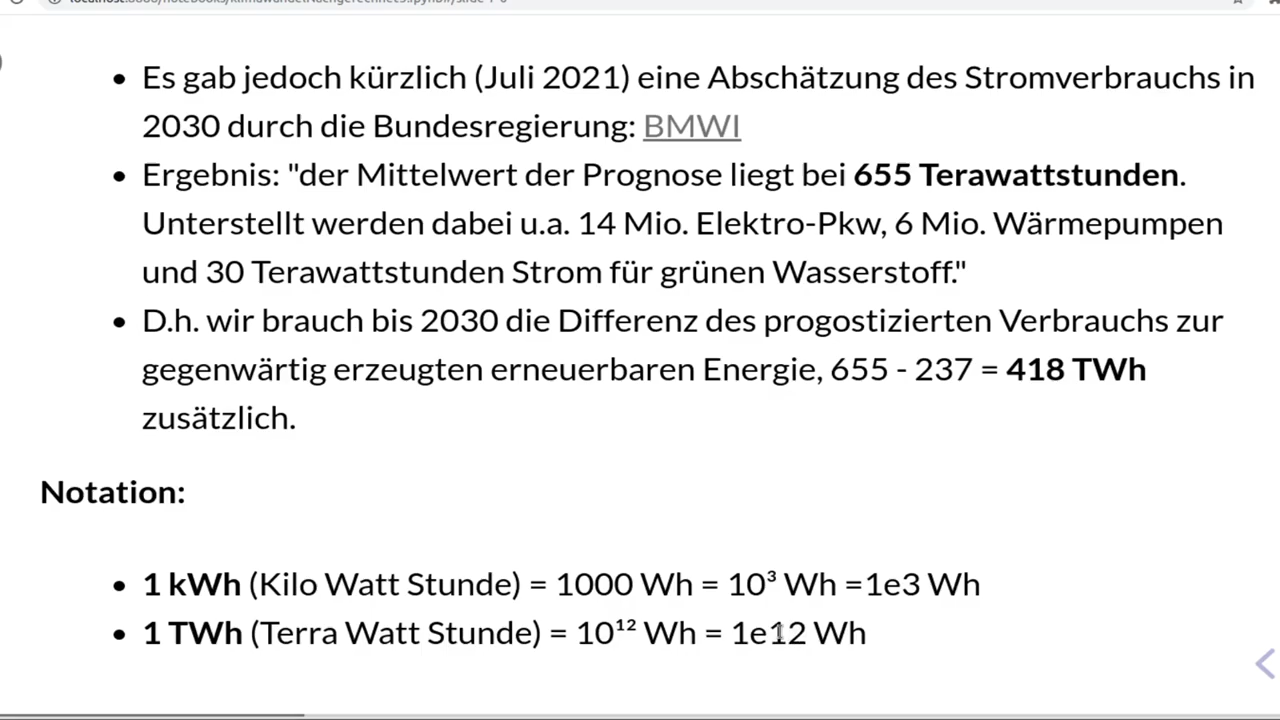 • Es gab jedoch kürzlich (Juli 2021) eine Abschätzung des Stromverbrauchs in
2030 durch die Bundesregierung: BMWI
• Ergebnis: "der Mittelwert der Prognose liegt bei 655 Terawattstunden.
Unterstellt werden dabei u.a. 14 Mio. Elektro-Pkw, 6 Mio. Wärmepumpen
und 30 Terawattstunden Strom für grünen Wasserstoff."
• D.h. wir brauch bis 2030 die Differenz des progostizierten Verbrauchs zur
gegenwärtig erzeugten erneuerbaren Energie, 655 - 237 = 418 TWh
zusätzlich.
Notation:
• 1 kWh (Kilo Watt Stunde) = 1000 Wh = 10³ Wh =1e3 Wh
• 1 TWh (Terra Watt Stunde) = 10¹² Wh = 1e12 Wh